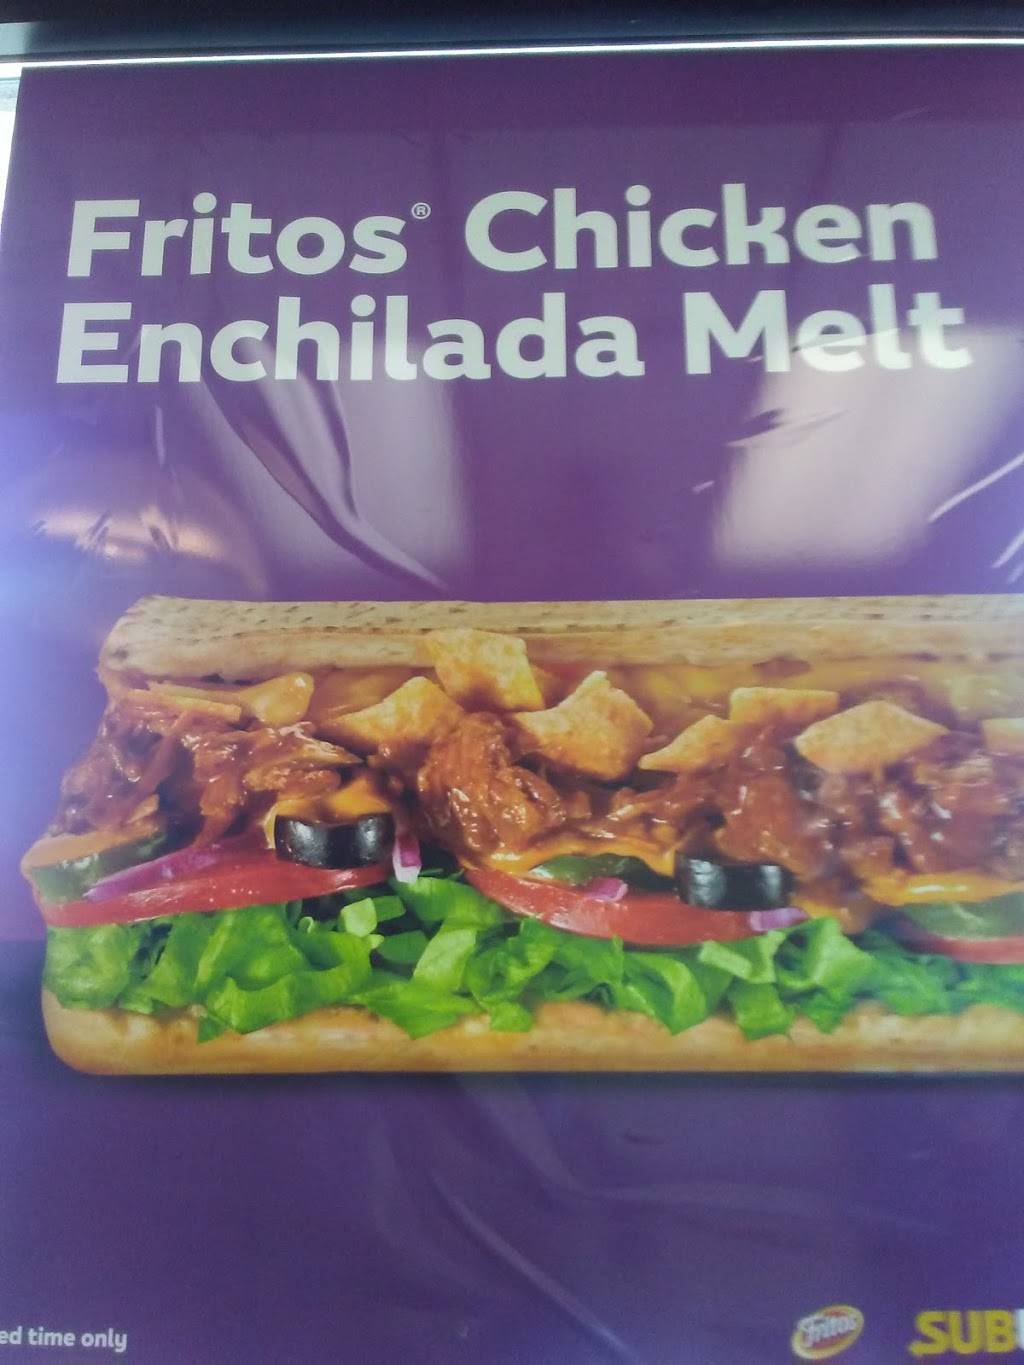 Fritos® Chicken
Enchilada Melt
ed time only
Fritos
SUB